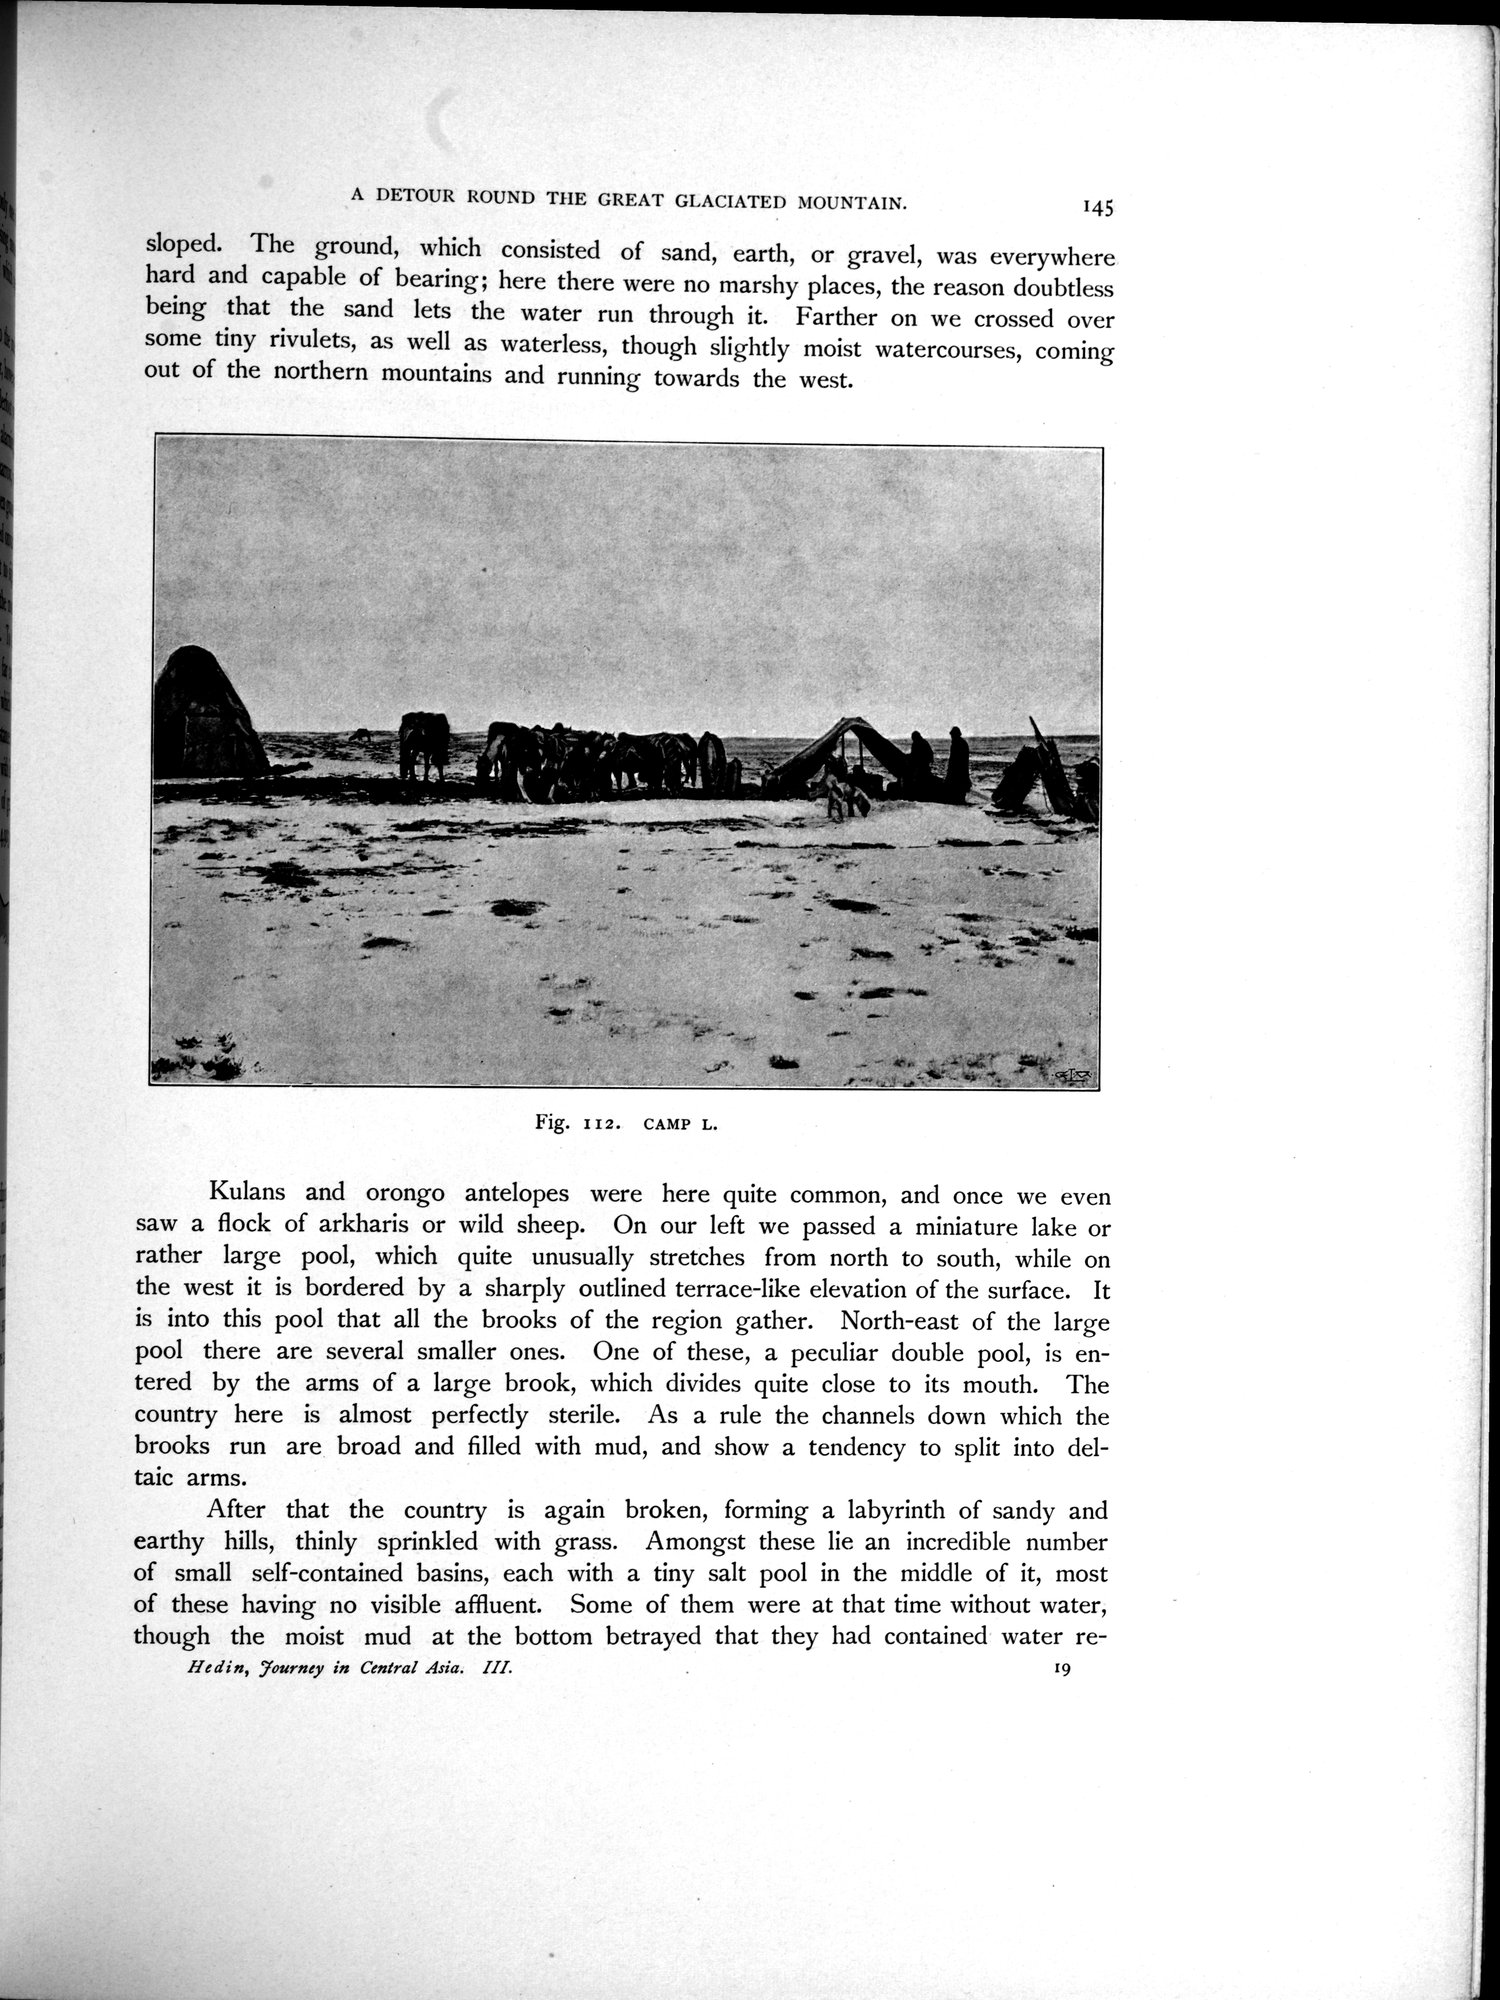 A DETOUR ROUND THE GREAT GLACIATED MOUNTAIN. 145
sloped. The ground, which consisted of sand, earth, or gravel, was everywhere
hard and capable of bearing; here there were no marshy places, the reason doubtless
being that the sand lets the water run through it. Farther on we crossed over
some tiny rivulets, as well as waterless, though slightly moist watercourses, coming
out of the northern mountains and running towards the west.
Fig. 112. CAMP L.
Kulans and orongo antelopes were here quite common, and once we even
saw a flock of arkharis or wild sheep. On our left we passed a miniature lake or
rather large pool, which quite unusually stretches from north to south, while on
the west it is bordered by a sharply outlined terrace-like elevation of the surface. It
is into this pool that all the brooks of the region gather. North-east of the large
pool there are several smaller ones. One of these, a peculiar double pool, is en-
tered by the arms of a large brook, which divides quite close to its mouth. The
country here is almost perfectly sterile. As a rule the channels down which the
brooks run are broad and filled with mud, and show a tendency to split into del-
taic arms.
After that the country is again broken, forming a labyrinth of sandy and
earthy hills, thinly sprinkled with grass. Amongst these lie an incredible number
of small self-contained basins, each with a tiny salt pool in the middle of it, most
of these having no visible affluent. Some of them were at that time without water,
though the moist mud at the bottom betrayed that they had contained water re-
Hedin, Journey in Central Asia. III. 19